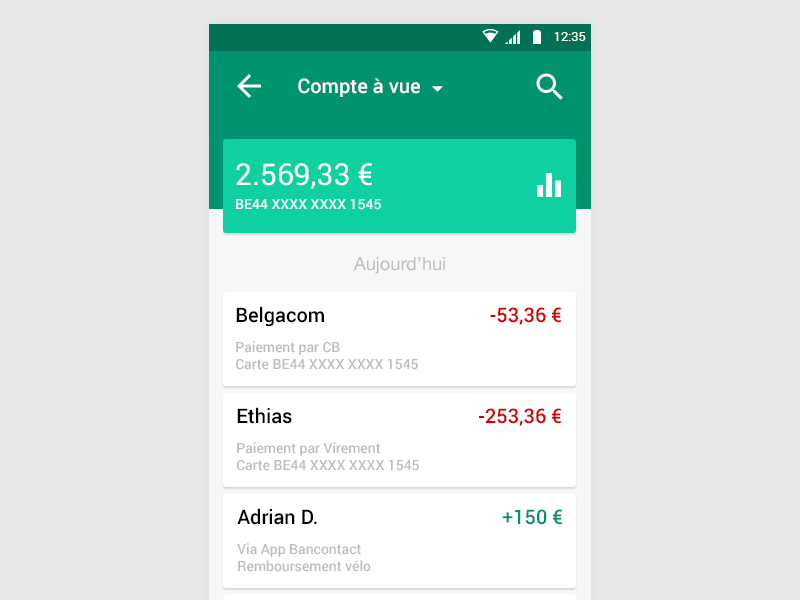 12:35
Compte à vue
2.569,33 €
BE44 XXXX XXXX 1545
Aujourd’hui
Belgacom -53,36 €
Paiement par CB
Carte BE44 XXXX XXXX 1545
Ethias -253,36 €
Paiement par Virement
Carte BE44 XXXX XXXX 1545
Adrian D. +150 €
Via App Bancontact
Remboursement vélo